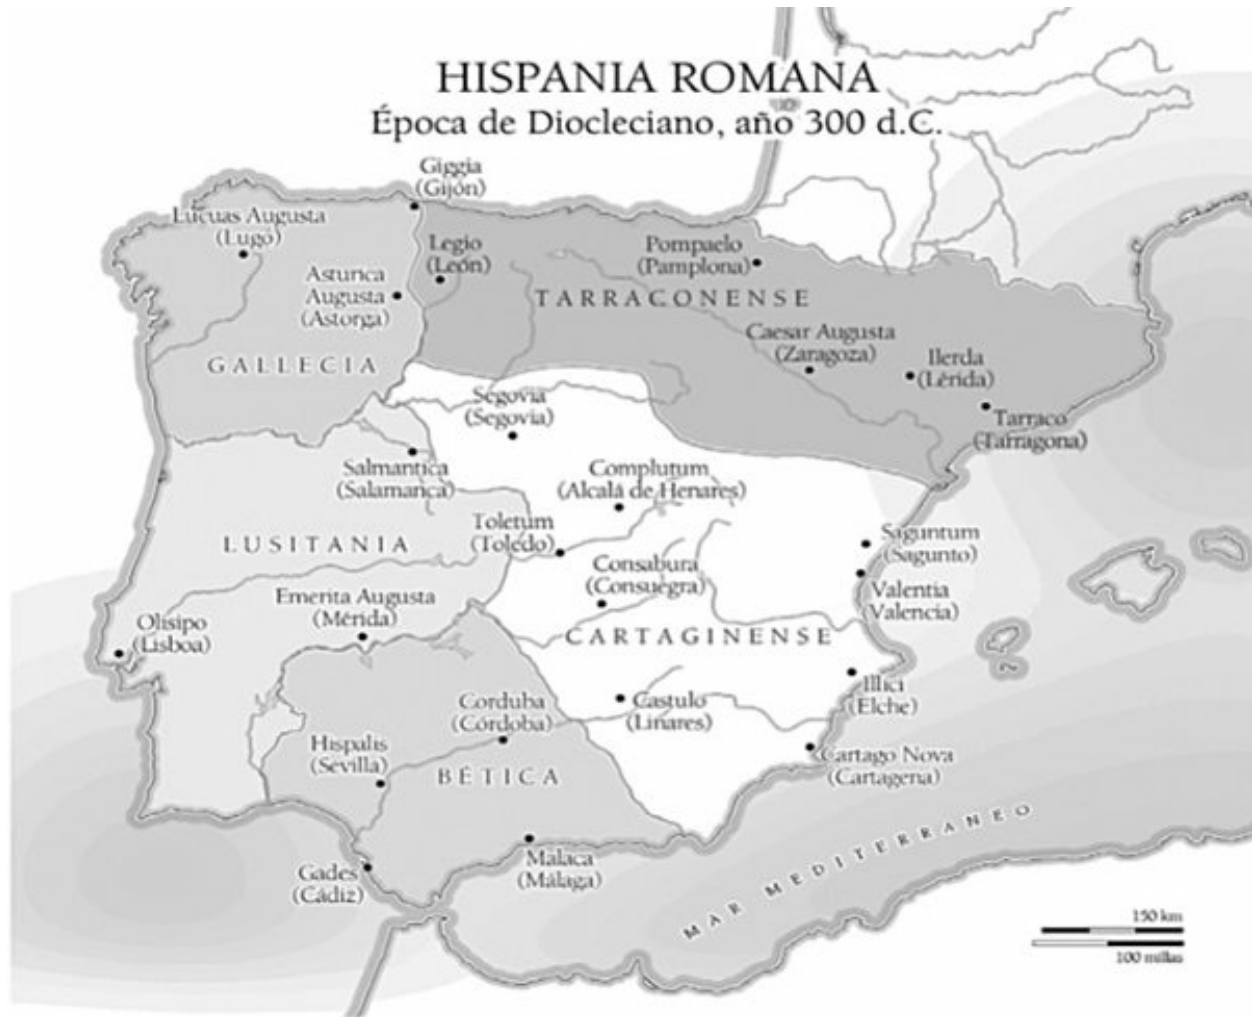 HISPANIA ROMANA
Época de Diocleciano, año 300 d.C.
Giggia
(Gijón)
Lucuas Augusta
(Lugo)
Legio
(León)
Pompaelo
(Pamplona)
Asturica
Augusta
(Astorga)
TARRACONENSE
Caesar Augusta
(Zaragoza)
Ilerda
(Lérida)
GALLECIA
Segovia
(Segovia)
Tarraco
(Tarragona)
Salmantica
(Salamanca)
Complutum
(Alcalá de Henares)
Toletum
(Toledo)
Saguntum
(Sagunto)
LUSITANIA
Consabura
(Consuegra)
Valentia
(Valencia)
Emerita Augusta
(Mérida)
Olisipo
(Lisboa)
CARTAGINENSE
Illici
(Elche)
Corduba
(Córdoba)
Castulo
(Linares)
Hispalis
(Sevilla)
BÉTICA
Cartago Nova
(Cartagena)
Malaca
(Málaga)
Gades
(Cádiz)
MAR MEDITERRANEO
150 km
100 millas